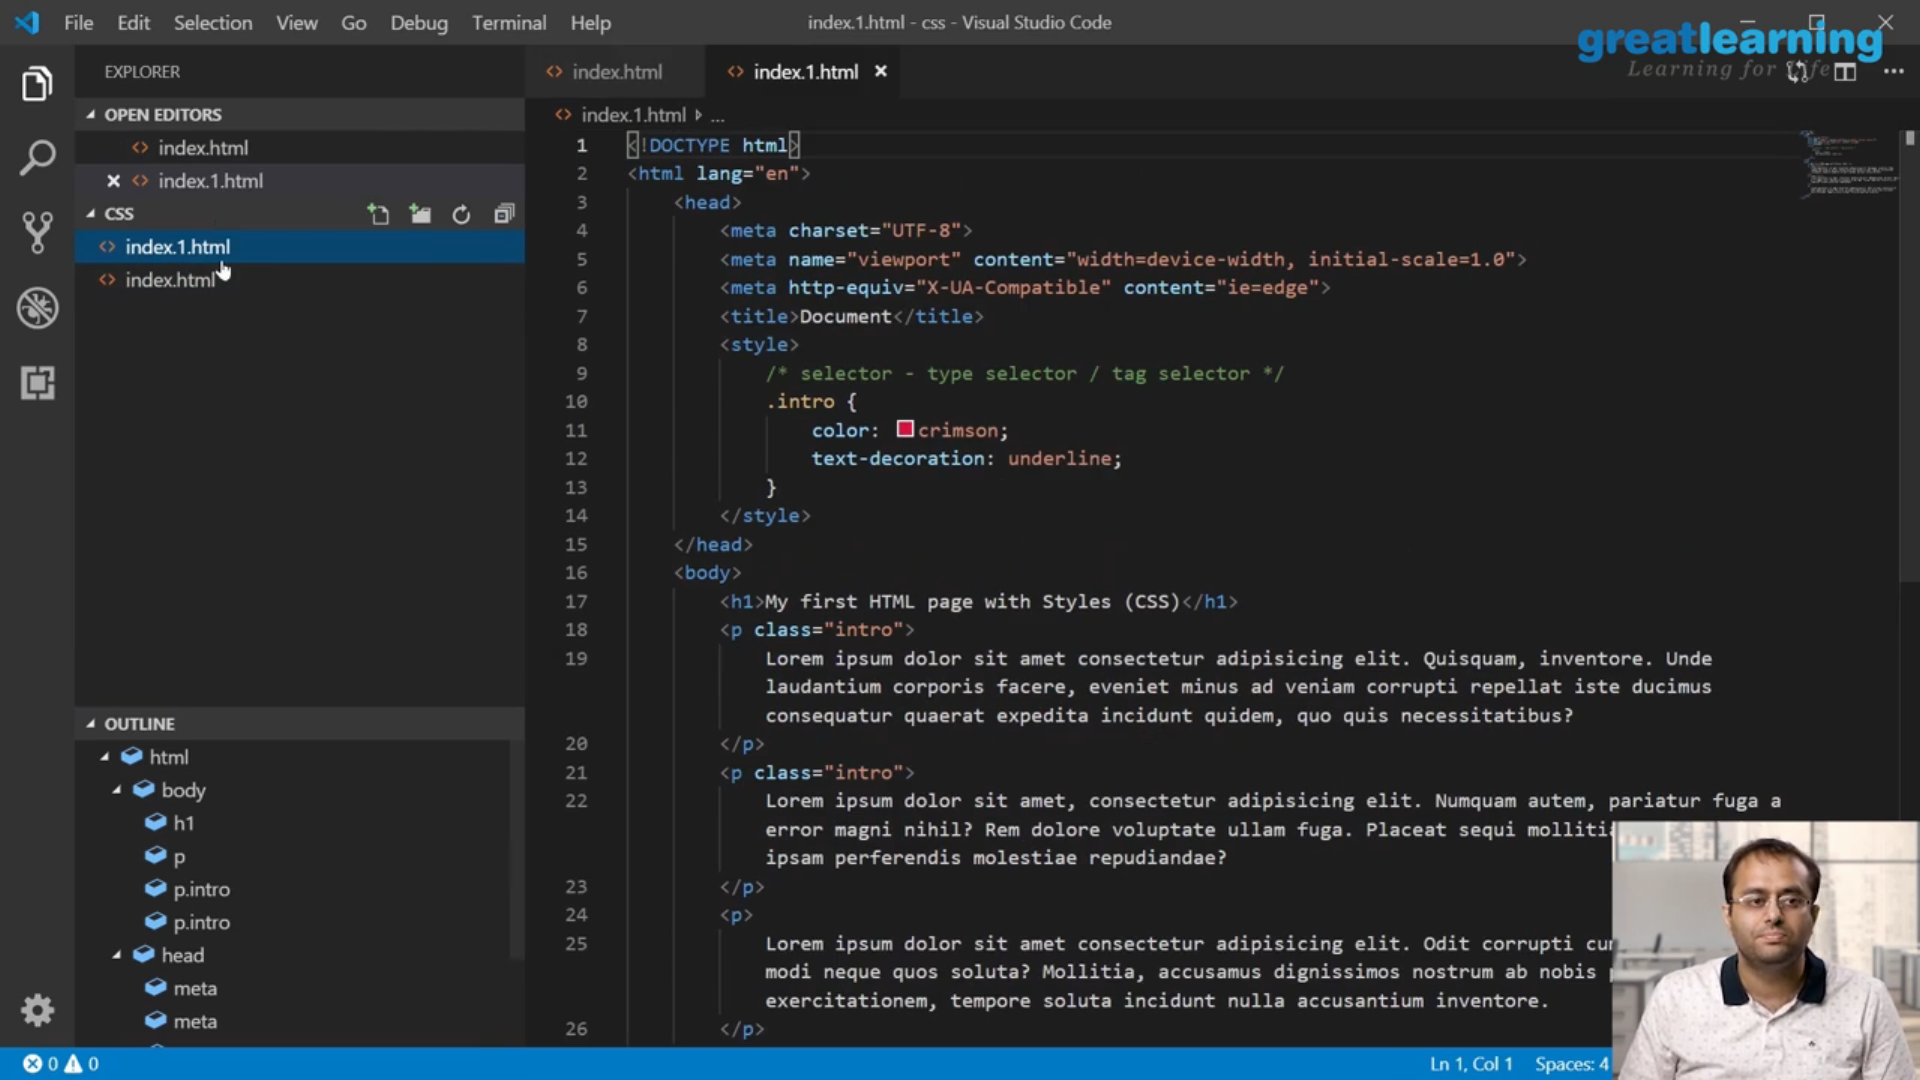 File Edit Selection View Go Debug Terminal Help
index.1.html - css - Visual Studio Code
greatlearning
Learning for life
EXPLORER
OPEN EDITORS
index.html
index.1.html
CSS
index.1.html
index.html
OUTLINE
html
body
h1
p
p.intro
p.intro
head
meta
meta
index.html
index.1.html
index.1.html ...
1 <!DOCTYPE html>
2 <html lang="en">
3 <head>
4 <meta charset="UTF-8">
5 <meta name="viewport" content="width=device-width, initial-scale=1.0">
6 <meta http-equiv="X-UA-Compatible" content="ie=edge">
7 <title>Document</title>
8 <style>
9 /* selector - type selector / tag selector */
10 .intro {
11 color: crimson;
12 text-decoration: underline;
13 }
14 </style>
15 </head>
16 <body>
17 <h1>My first HTML page with Styles (CSS)</h1>
18 <p class="intro">
19 Lorem ipsum dolor sit amet consectetur adipisicing elit. Quisquam, inventore. Unde
laudantium corporis facere, eveniet minus ad veniam corrupti repellat iste ducimus
consequatur quaerat expedita incidunt quidem, quo quis necessitatibus?
20 </p>
21 <p class="intro">
22 Lorem ipsum dolor sit amet, consectetur adipisicing elit. Numquam autem, pariatur fuga a
error magni nihil? Rem dolore voluptate ullam fuga. Placeat sequi
ipsam perferendis molestiae repudiandae?
23 </p>
24 <p>
25 Lorem ipsum dolor sit amet consectetur adipisicing elit. Odit corrupti
modi neque quos soluta? Mollitia, accusamus dignissimos nostrum ab nobis
exercitationem, tempore soluta incidunt nulla accusantium inventore.
26 </p>
0 0
Ln 1, Col 1 Spaces: 4